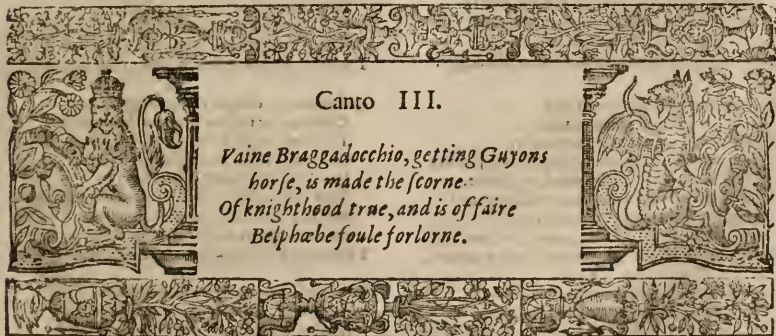 Canto III.
Vaine Braggadocchio, getting Guyons
horſe, is made the ſcorne
Of knighthood true, and is of faire
Belphœbe foule forlorne.